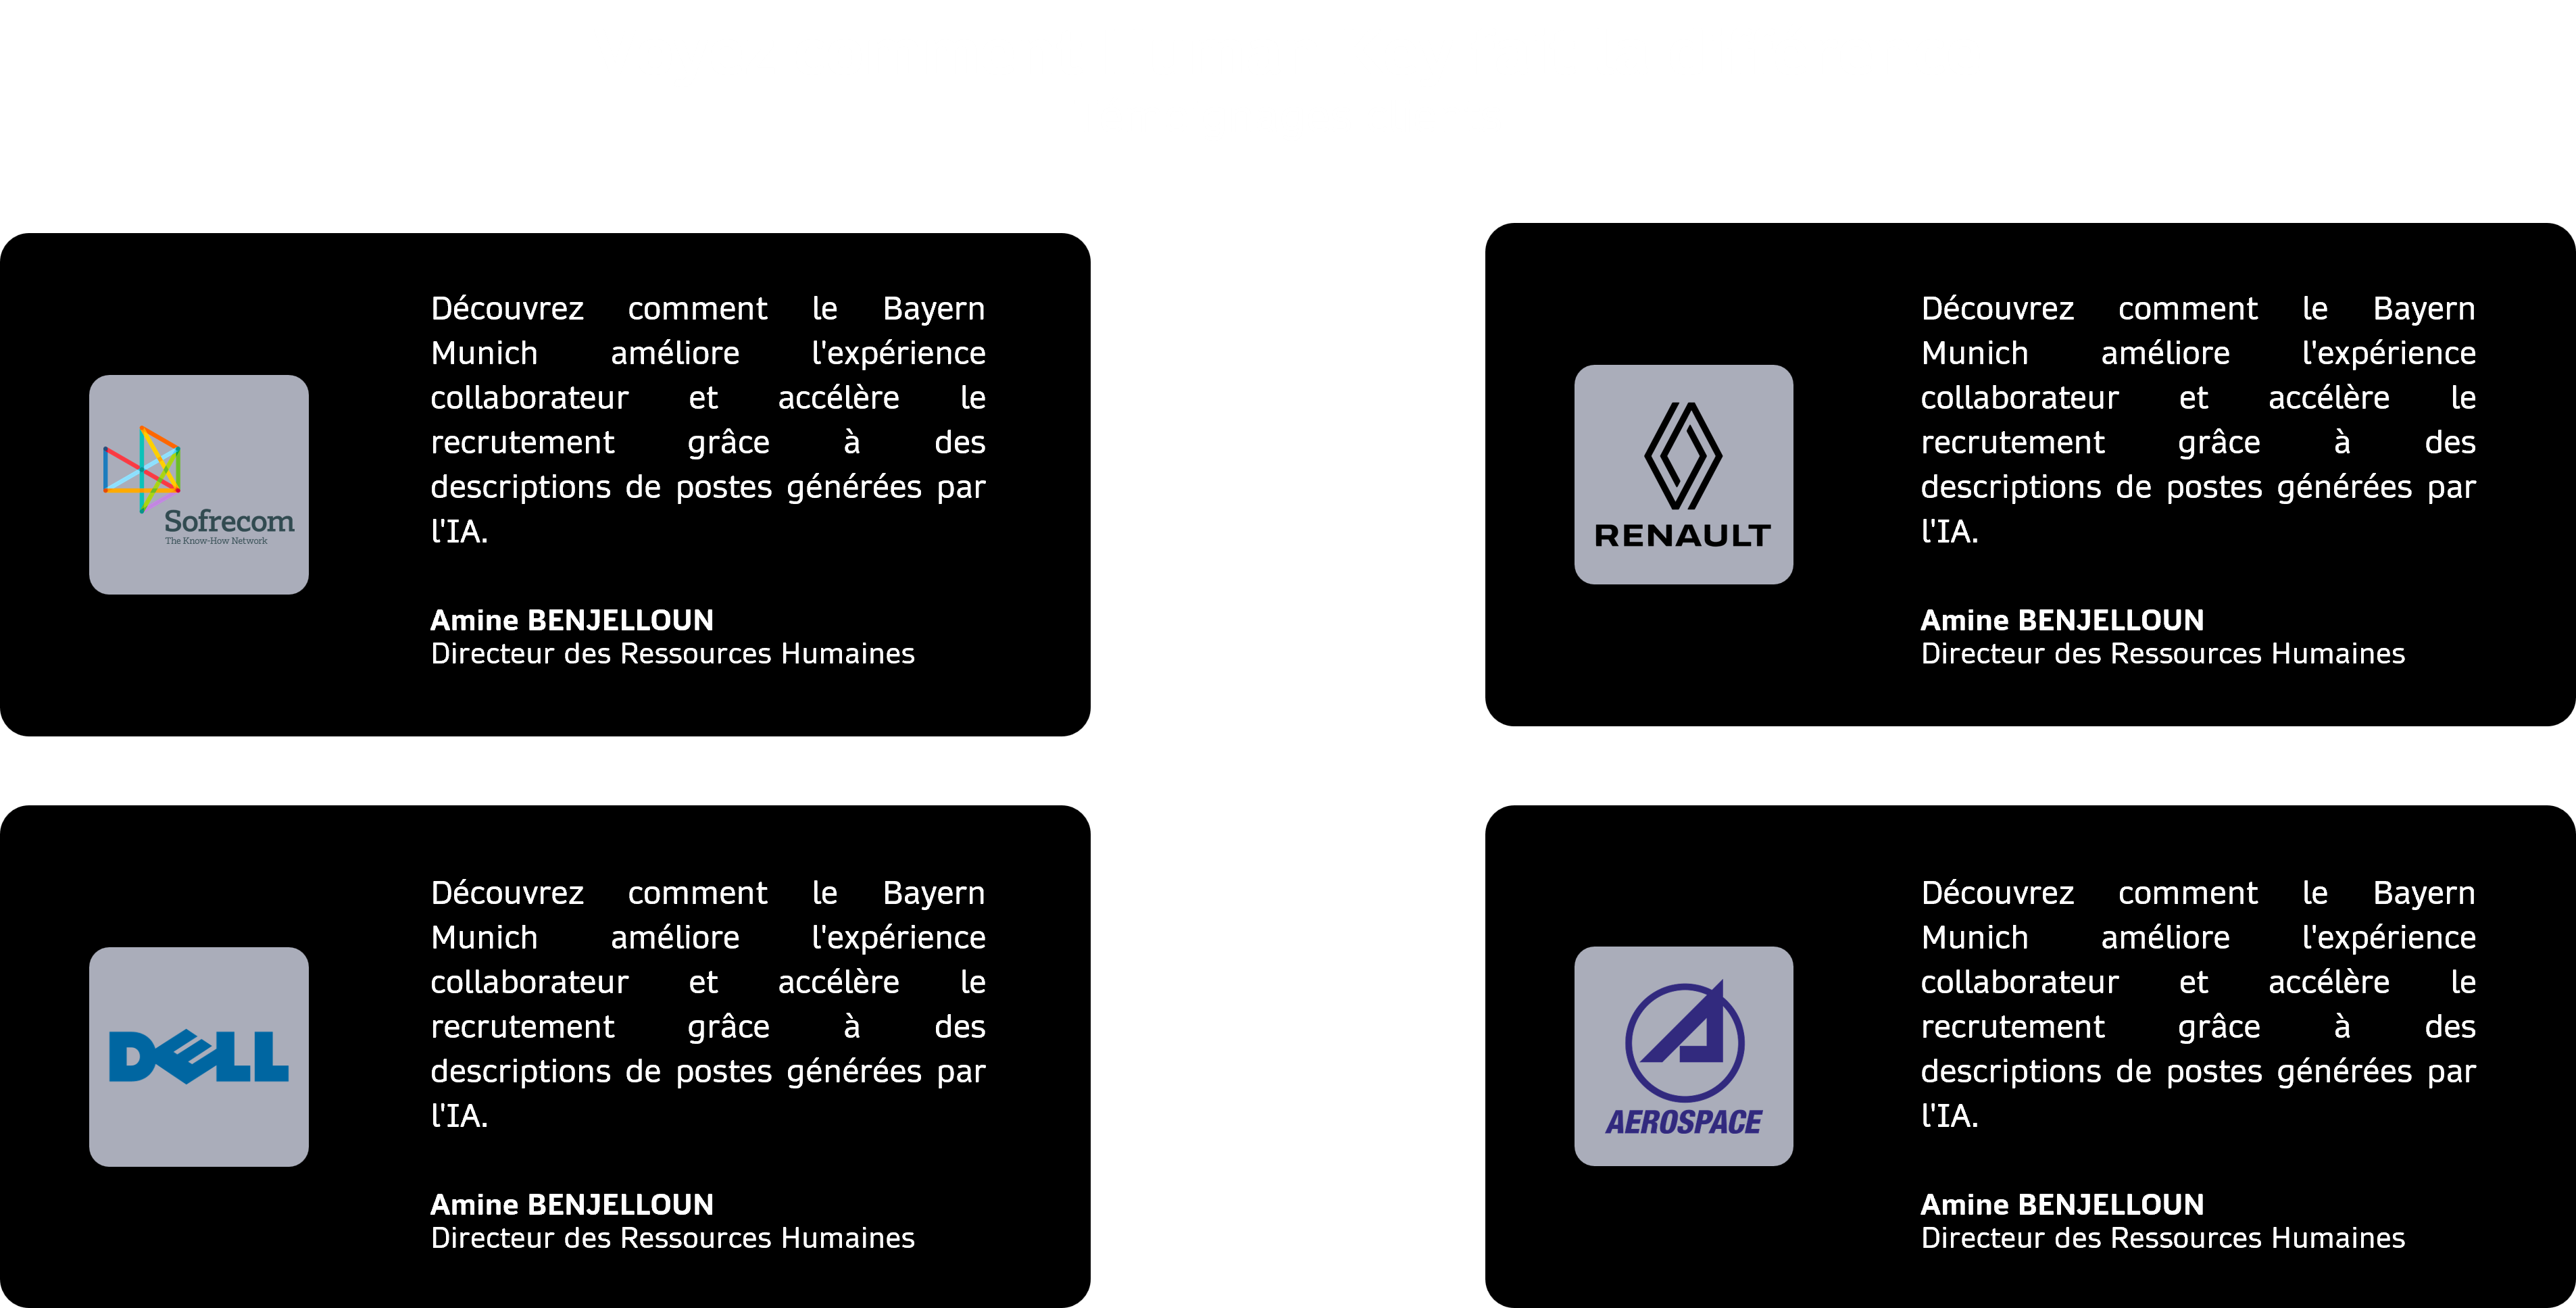 Découvrez comment le Bayern
Munich améliore l'expérience
collaborateur et accélère le
recrutement grâce à des
descriptions de postes générées par
l'IA.
Sofrecom
The Know-How Network
Amine BENJELLOUN
Directeur des Ressources Humaines
Découvrez comment le Bayern
Munich améliore l'expérience
collaborateur et accélère le
recrutement grâce à des
descriptions de postes générées par
l'IA.
RENAULT
Amine BENJELLOUN
Directeur des Ressources Humaines
Découvrez comment le Bayern
Munich améliore l'expérience
collaborateur et accélère le
recrutement grâce à des
descriptions de postes générées par
l'IA.
DELL
Amine BENJELLOUN
Directeur des Ressources Humaines
Découvrez comment le Bayern
Munich améliore l'expérience
collaborateur et accélère le
recrutement grâce à des
descriptions de postes générées par
l'IA.
AEROSPACE
Amine BENJELLOUN
Directeur des Ressources Humaines